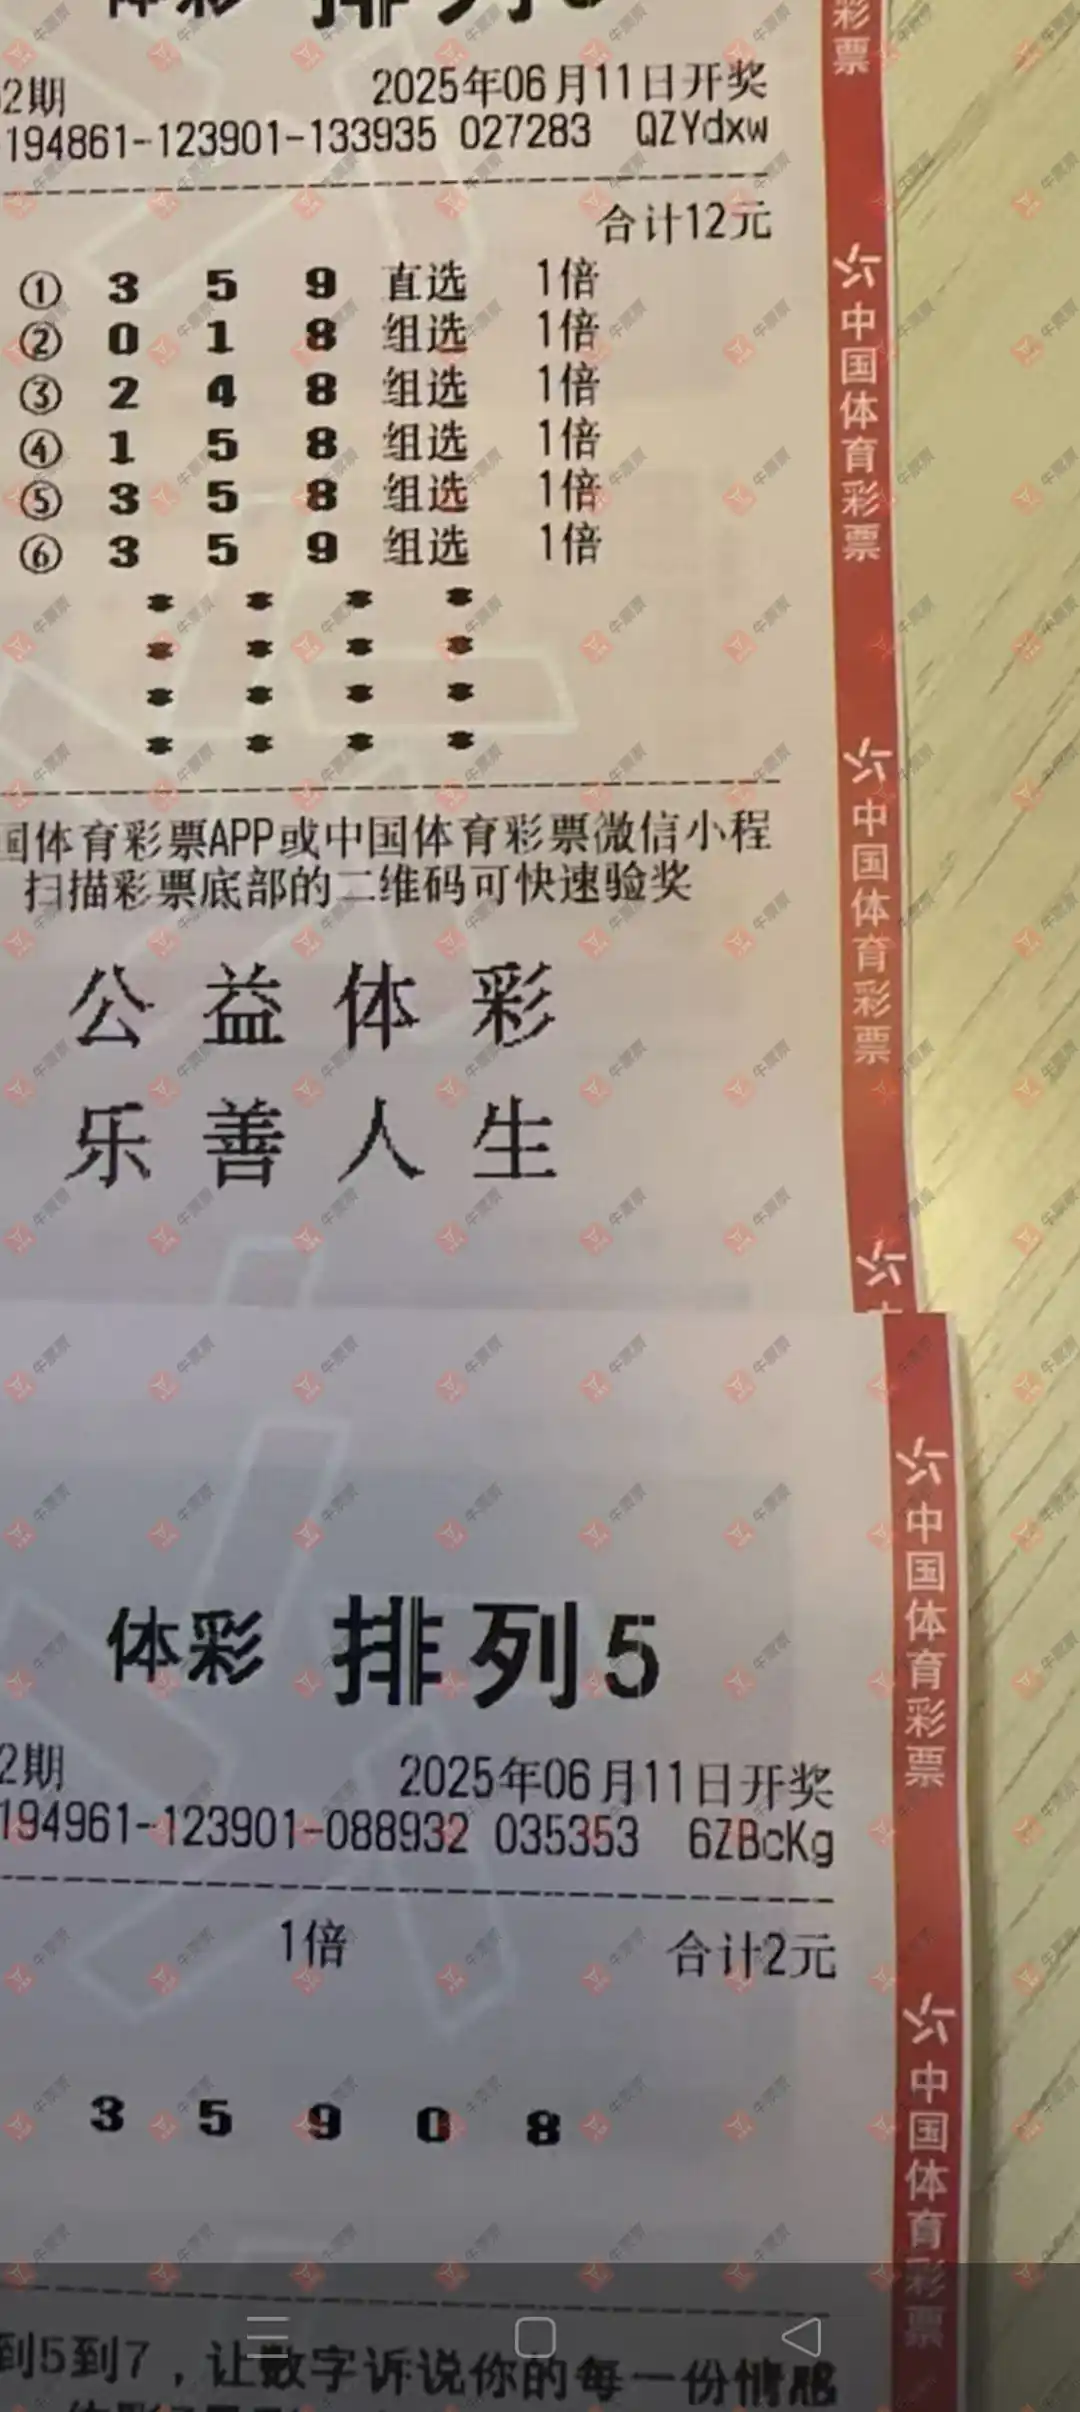 体彩 排列
02期 2025年06月11日开奖
194861-123901-133935 027283 QZYdxw
合计12元
① 3 5 9 直选 1倍
② 0 1 8 组选 1倍
③ 2 4 8 组选 1倍
④ 1 5 8 组选 1倍
⑤ 3 5 8 组选 1倍
⑥ 3 5 9 组选 1倍
* * * *
* * * *
* * * *
* * * *
国体育彩票APP或中国体育彩票微信小程
扫描彩票底部的二维码可快速验奖
公益体彩
乐善人生
彩票
中国体育彩票
中国体育彩票
体彩 排列5
2期 2025年06月11日开奖
194961-123901-088932 035353 6ZBcKg
1倍 合计2元
3 5 9 0 8
到5到7，让数字诉说你的每一份情
中国体育彩票
中国体育彩票
牛票票